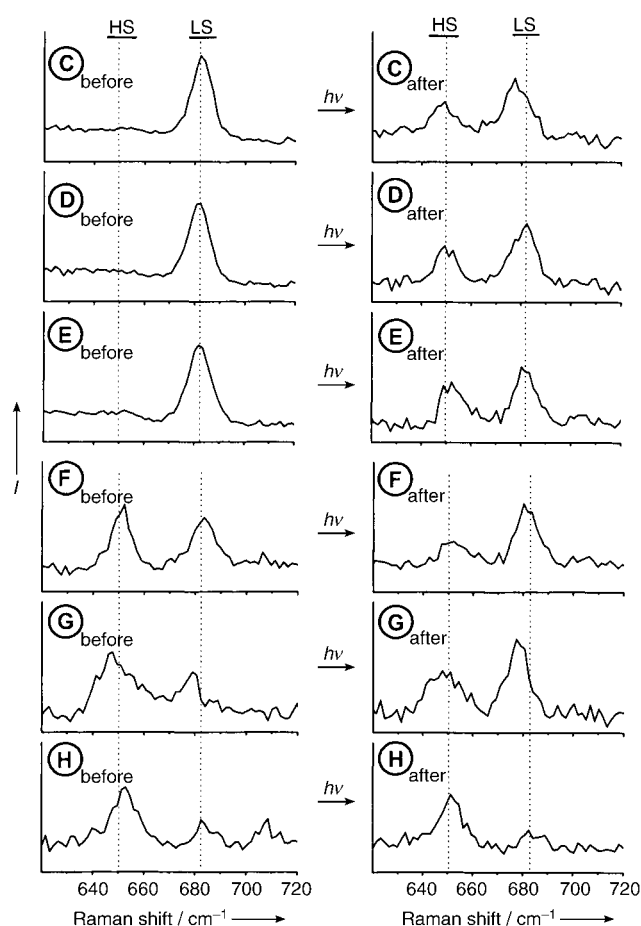 HS LS HS LS
C before hν C after
D before hν D after
E before hν E after
I
F before hν F after
G before hν G after
H before hν H after
640 660 680 700 720 640 660 680 700 720
Raman shift / cm⁻¹ Raman shift / cm⁻¹